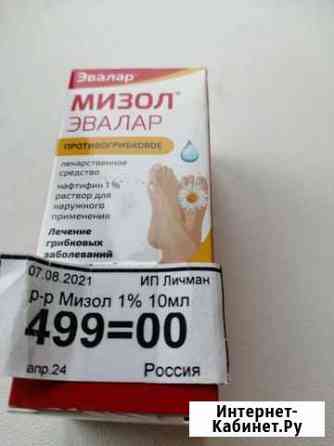 Эвалар
МИЗОЛ®
ЭВАЛАР
ПРОТИВОГРИБКОВОЕ
лекарственное
средство
нафтифин 1%
раствор для
наружного
применения
Лечение
грибковых
заболеваний
07.08.2021 ИП Личман
р-р Мизол 1% 10мл
499=00
апр.24 Россия
Интернет-
Кабинет.Ру